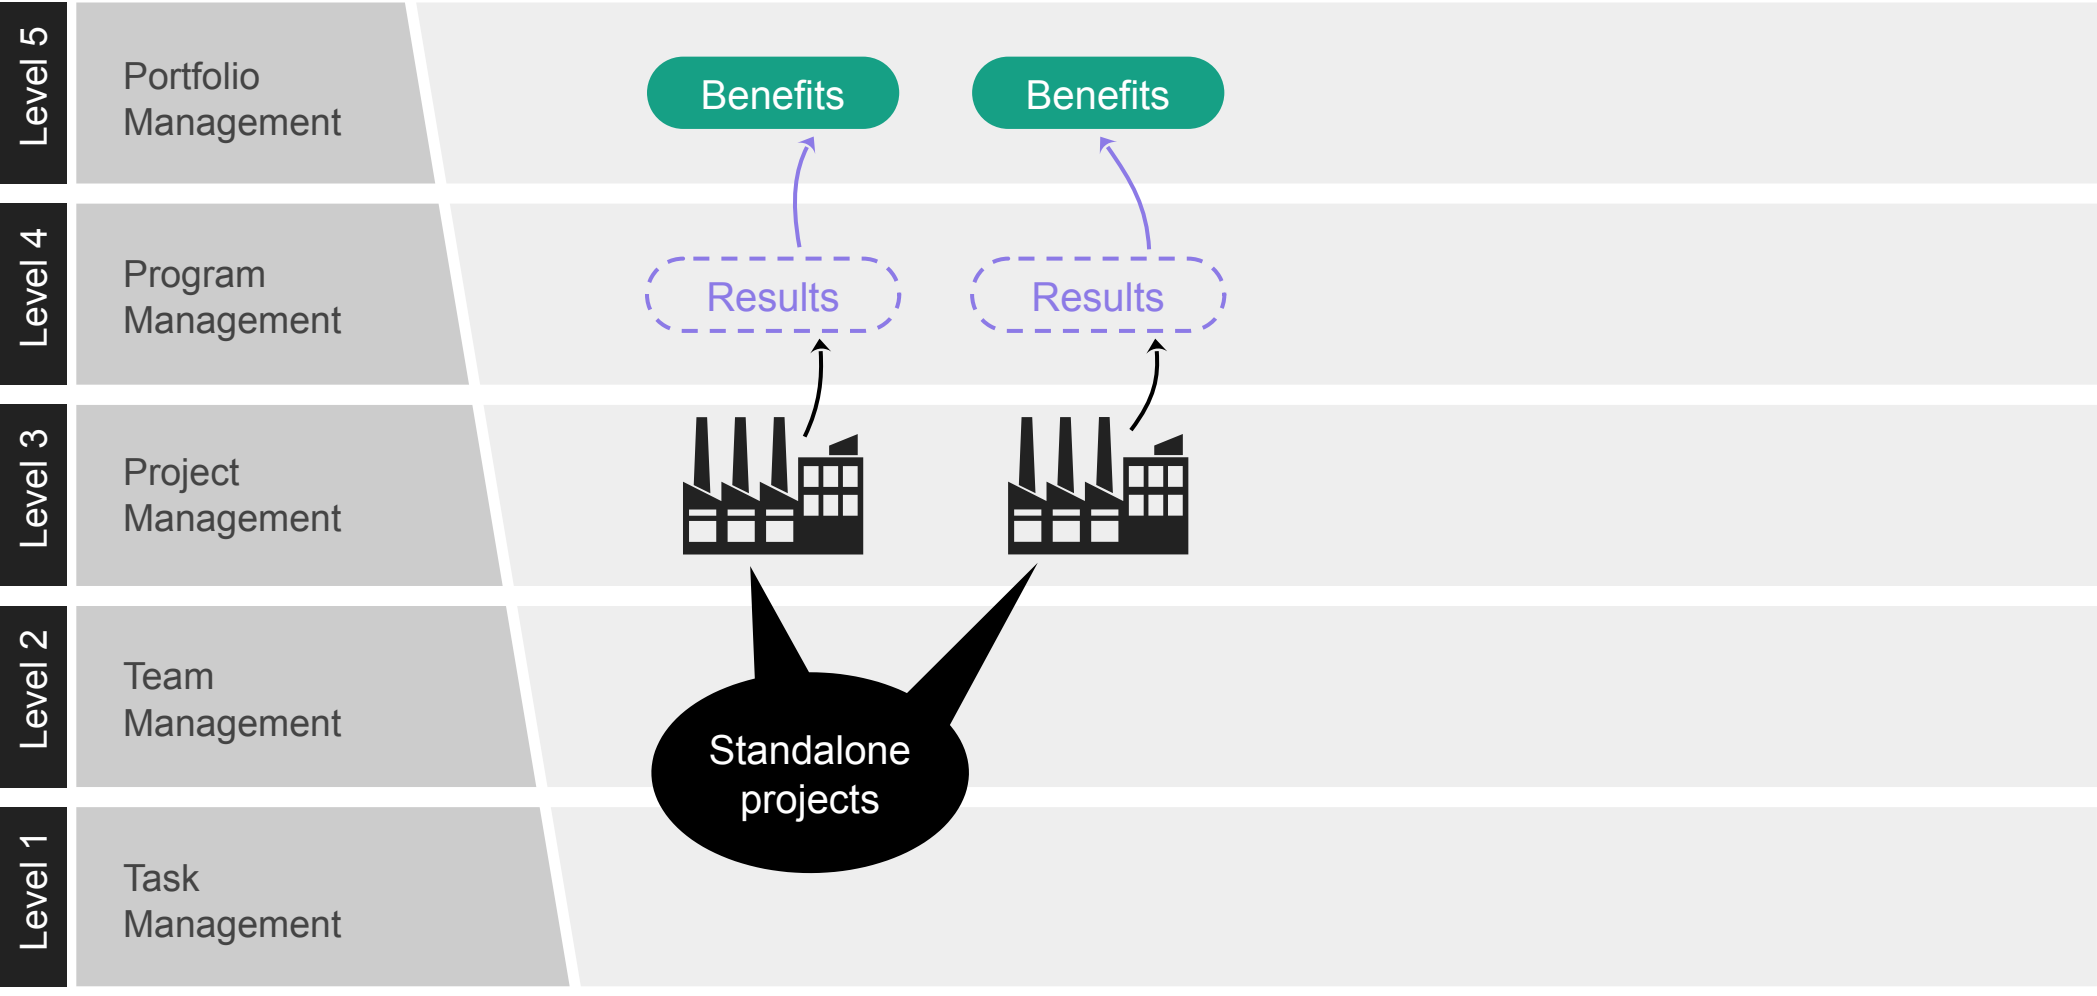 Level 5
Portfolio
Management
Benefits
Benefits
Level 4
Program
Management
Results
Results
Level 3
Project
Management
Level 2
Team
Management
Standalone
projects
Level 1
Task
Management